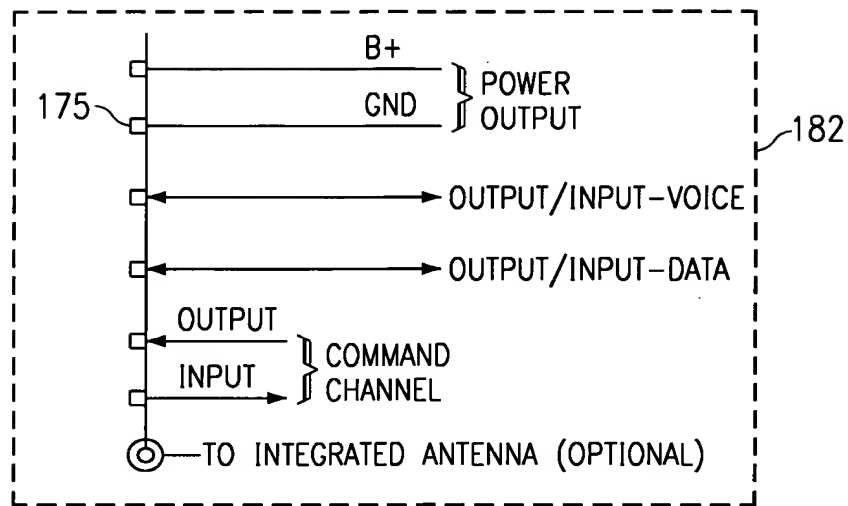 B+
POWER
175
GND
OUTPUT
182
OUTPUT/INPUT-VOICE
OUTPUT/INPUT-DATA
OUTPUT
COMMAND
INPUT
CHANNEL
TO INTEGRATED ANTENNA (OPTIONAL)